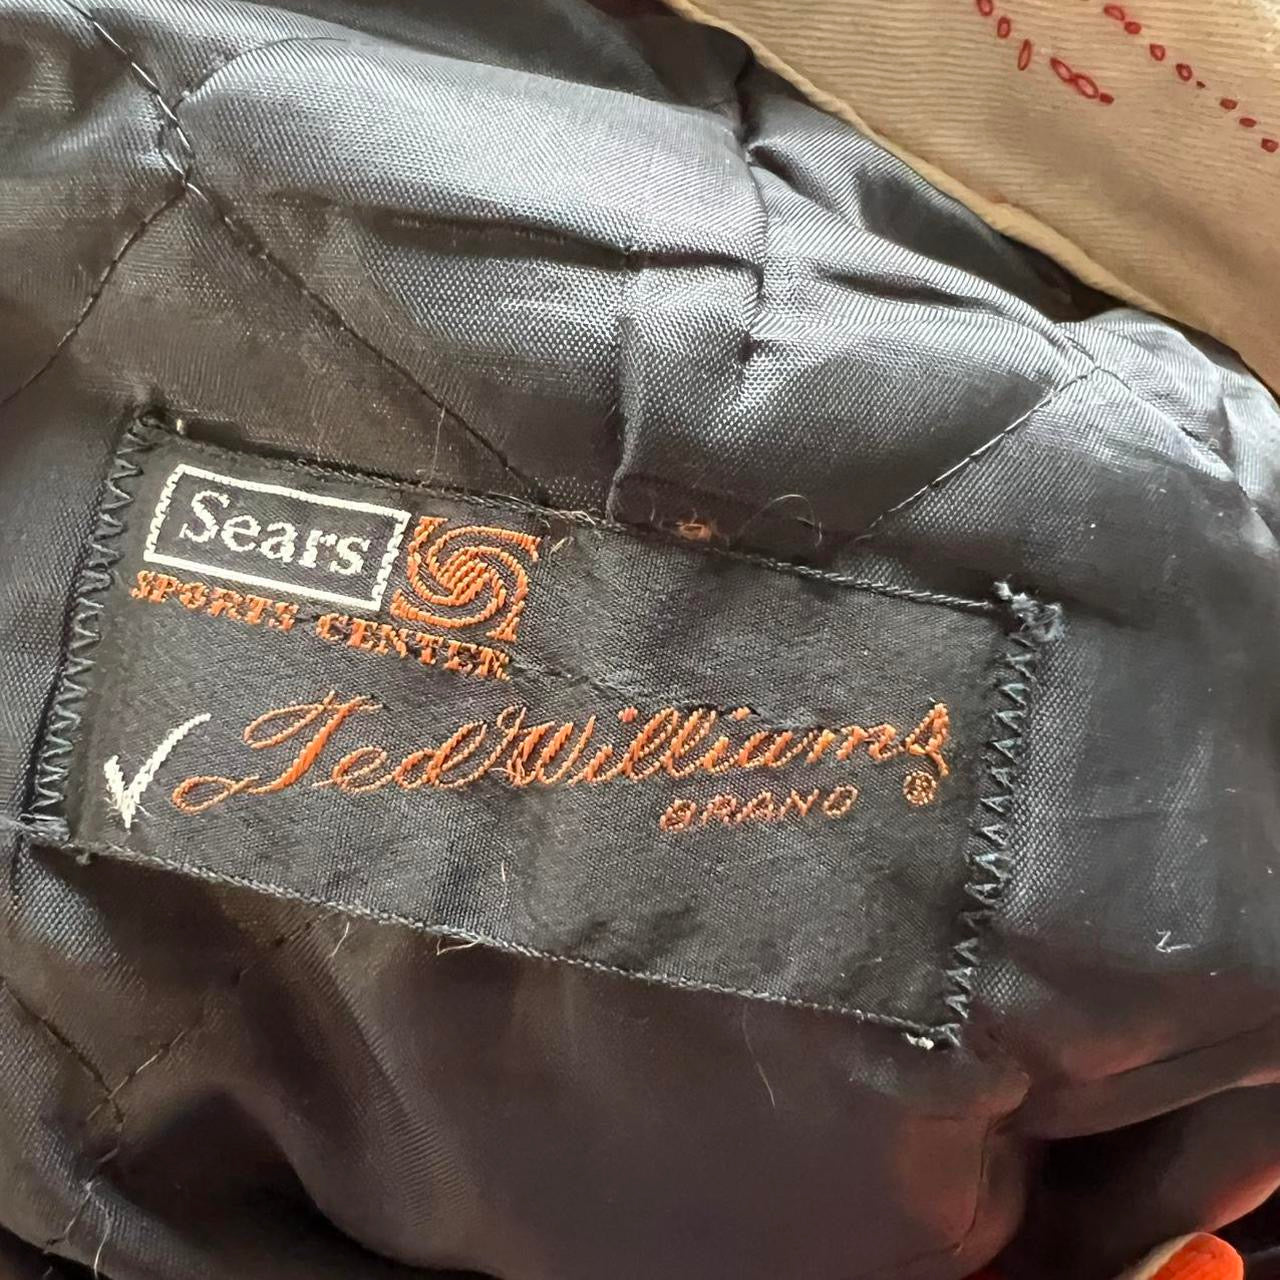 Sears
SPORTS CENTER
Ted Williams
BRAND ®